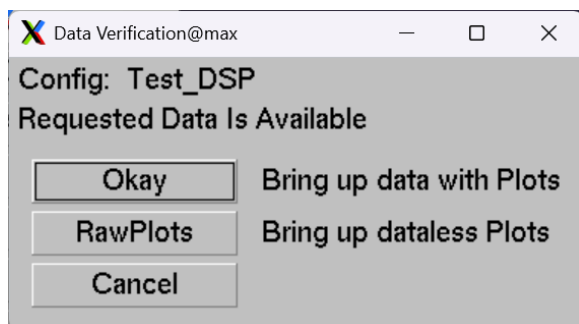 Data Verification@max
Config: Test_DSP
Requested Data Is Available
Okay Bring up data with Plots
RawPlots Bring up dataless Plots
Cancel